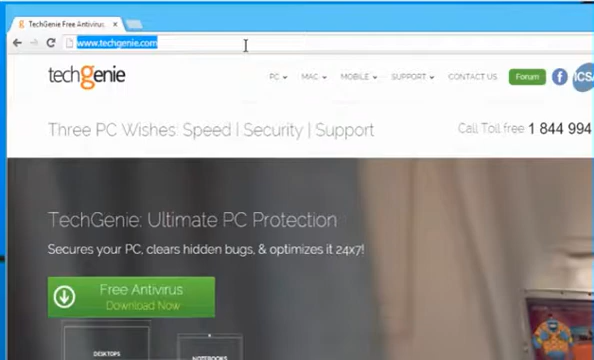 TechGenie Free Antivirus
www.techgenie.com
techgenie
PC MAC MOBILE SUPPORT CONTACT US Forum f ICSA
Three PC Wishes: Speed | Security | Support
Call Toll free 1 844 994
TechGenie: Ultimate PC Protection
Secures your PC, clears hidden bugs, & optimizes it 24x7!
Free Antivirus
Download Now
DESKTOPS
NOTEBOOKS